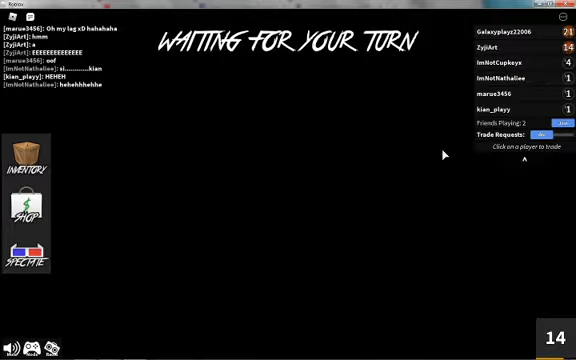 Roblox
[marue3456]: Oh my lag xD hahahaha
[ZyjiArt]: hmm
[ZyjiArt]: a
[ZyjiArt]: EEEEEEEEEEEEE
[marue3456]: oof
[ImNotNathaliee]: si............kian
[kian_playy]: HEHEH
[ImNotNathaliee]: hehehhhehhe
WAITING FOR YOUR TURN
Galaxyplayz22006 21
ZyjiArt 14
ImNotCupkeyx 4
ImNotNathaliee 1
marue3456 1
kian_playy 1
Friends Playing: 2
Trade Requests:
Click on a player to trade
INVENTORY
SHOP
SPECTATE
14